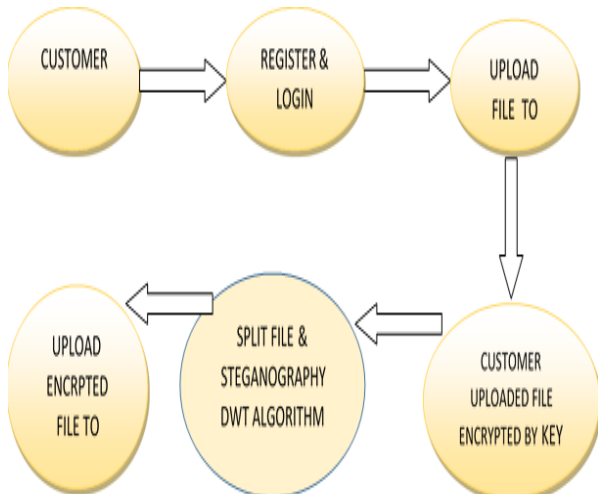 CUSTOMER
REGISTER &
LOGIN
UPLOAD
FILE TO
CUSTOMER
UPLOADED FILE
ENCRYPTED BY KEY
SPLIT FILE &
STEGANOGRAPHY
DWT ALGORITHM
UPLOAD
ENCRPTED
FILE TO